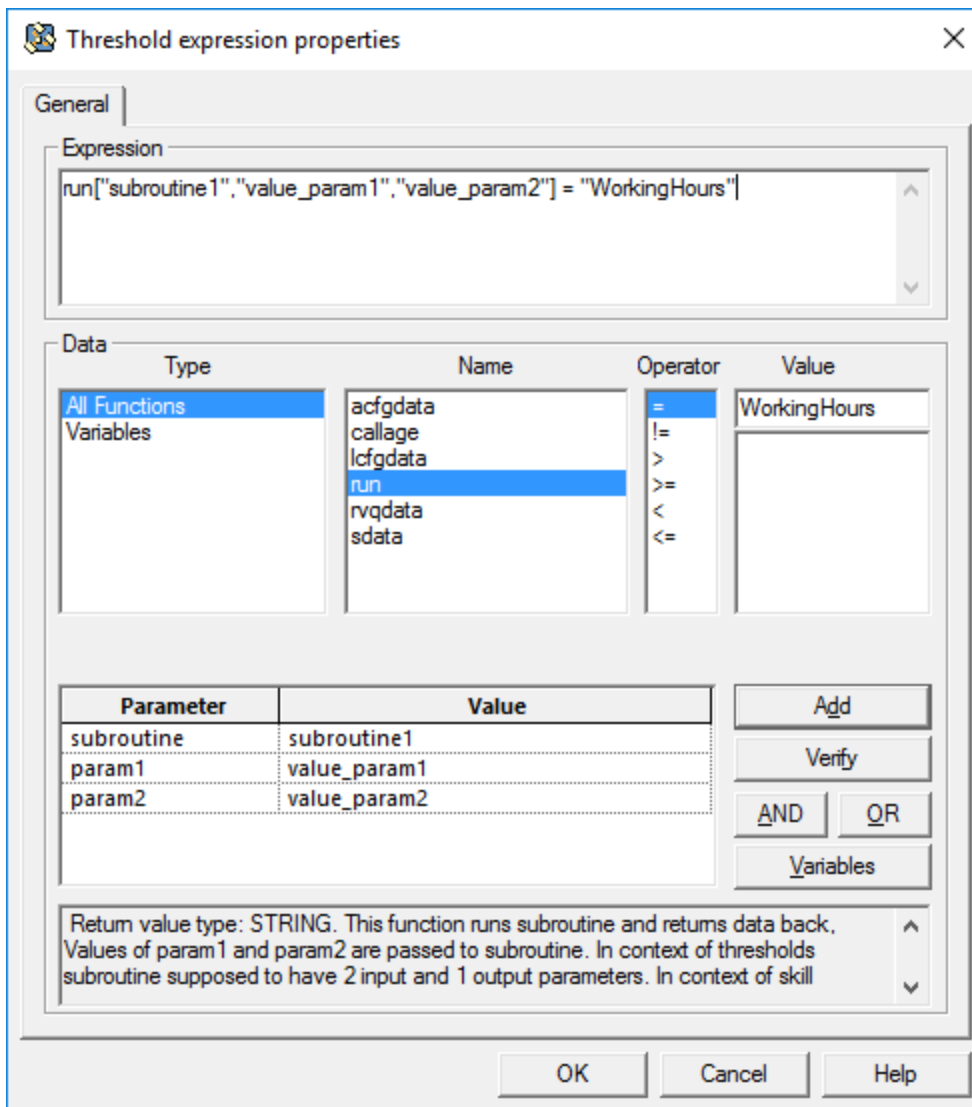 Threshold expression properties
General
Expression
run["subroutine1","value_param1","value_param2"] = "WorkingHours"
Data
Type Name Operator Value
All Functions
Variables
acfgdata
callage
lcfgdata
run
rvqdata
sdata
=
!=
>
>=
<
<=
WorkingHours
Parameter Value
subroutine subroutine1
param1 value_param1
param2 value_param2
Add
Verify
AND OR
Variables
Return value type: STRING. This function runs subroutine and returns data back,
Values of param1 and param2 are passed to subroutine. In context of thresholds
subroutine supposed to have 2 input and 1 output parameters. In context of skill
OK Cancel Help